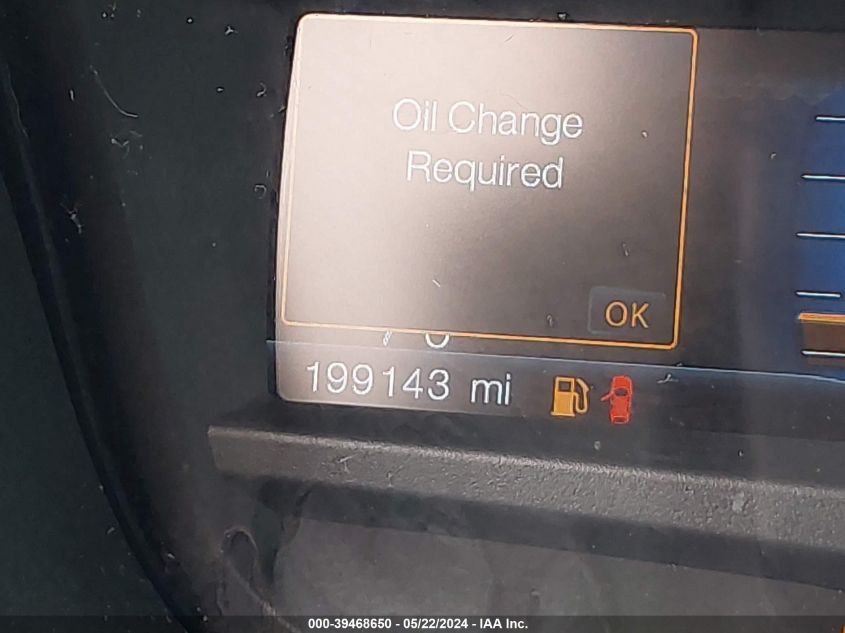 Oil Change
Required
OK
199143 mi
000-39468650 - 05/22/2024 - IAA Inc.